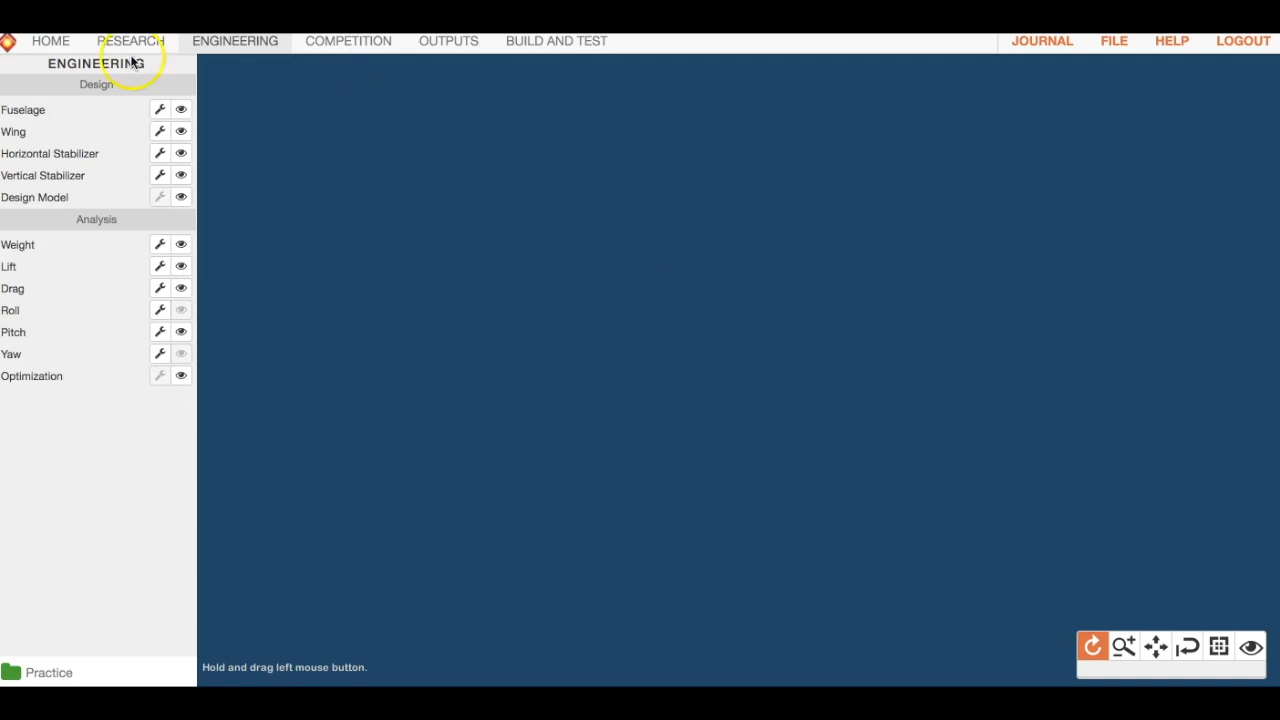 HOME RESEARCH ENGINEERING COMPETITION OUTPUTS BUILD AND TEST JOURNAL FILE HELP LOGOUT
ENGINEERING
Design
Fuselage
Wing
Horizontal Stabilizer
Vertical Stabilizer
Design Model
Analysis
Weight
Lift
Drag
Roll
Pitch
Yaw
Optimization
Practice
Hold and drag left mouse button.